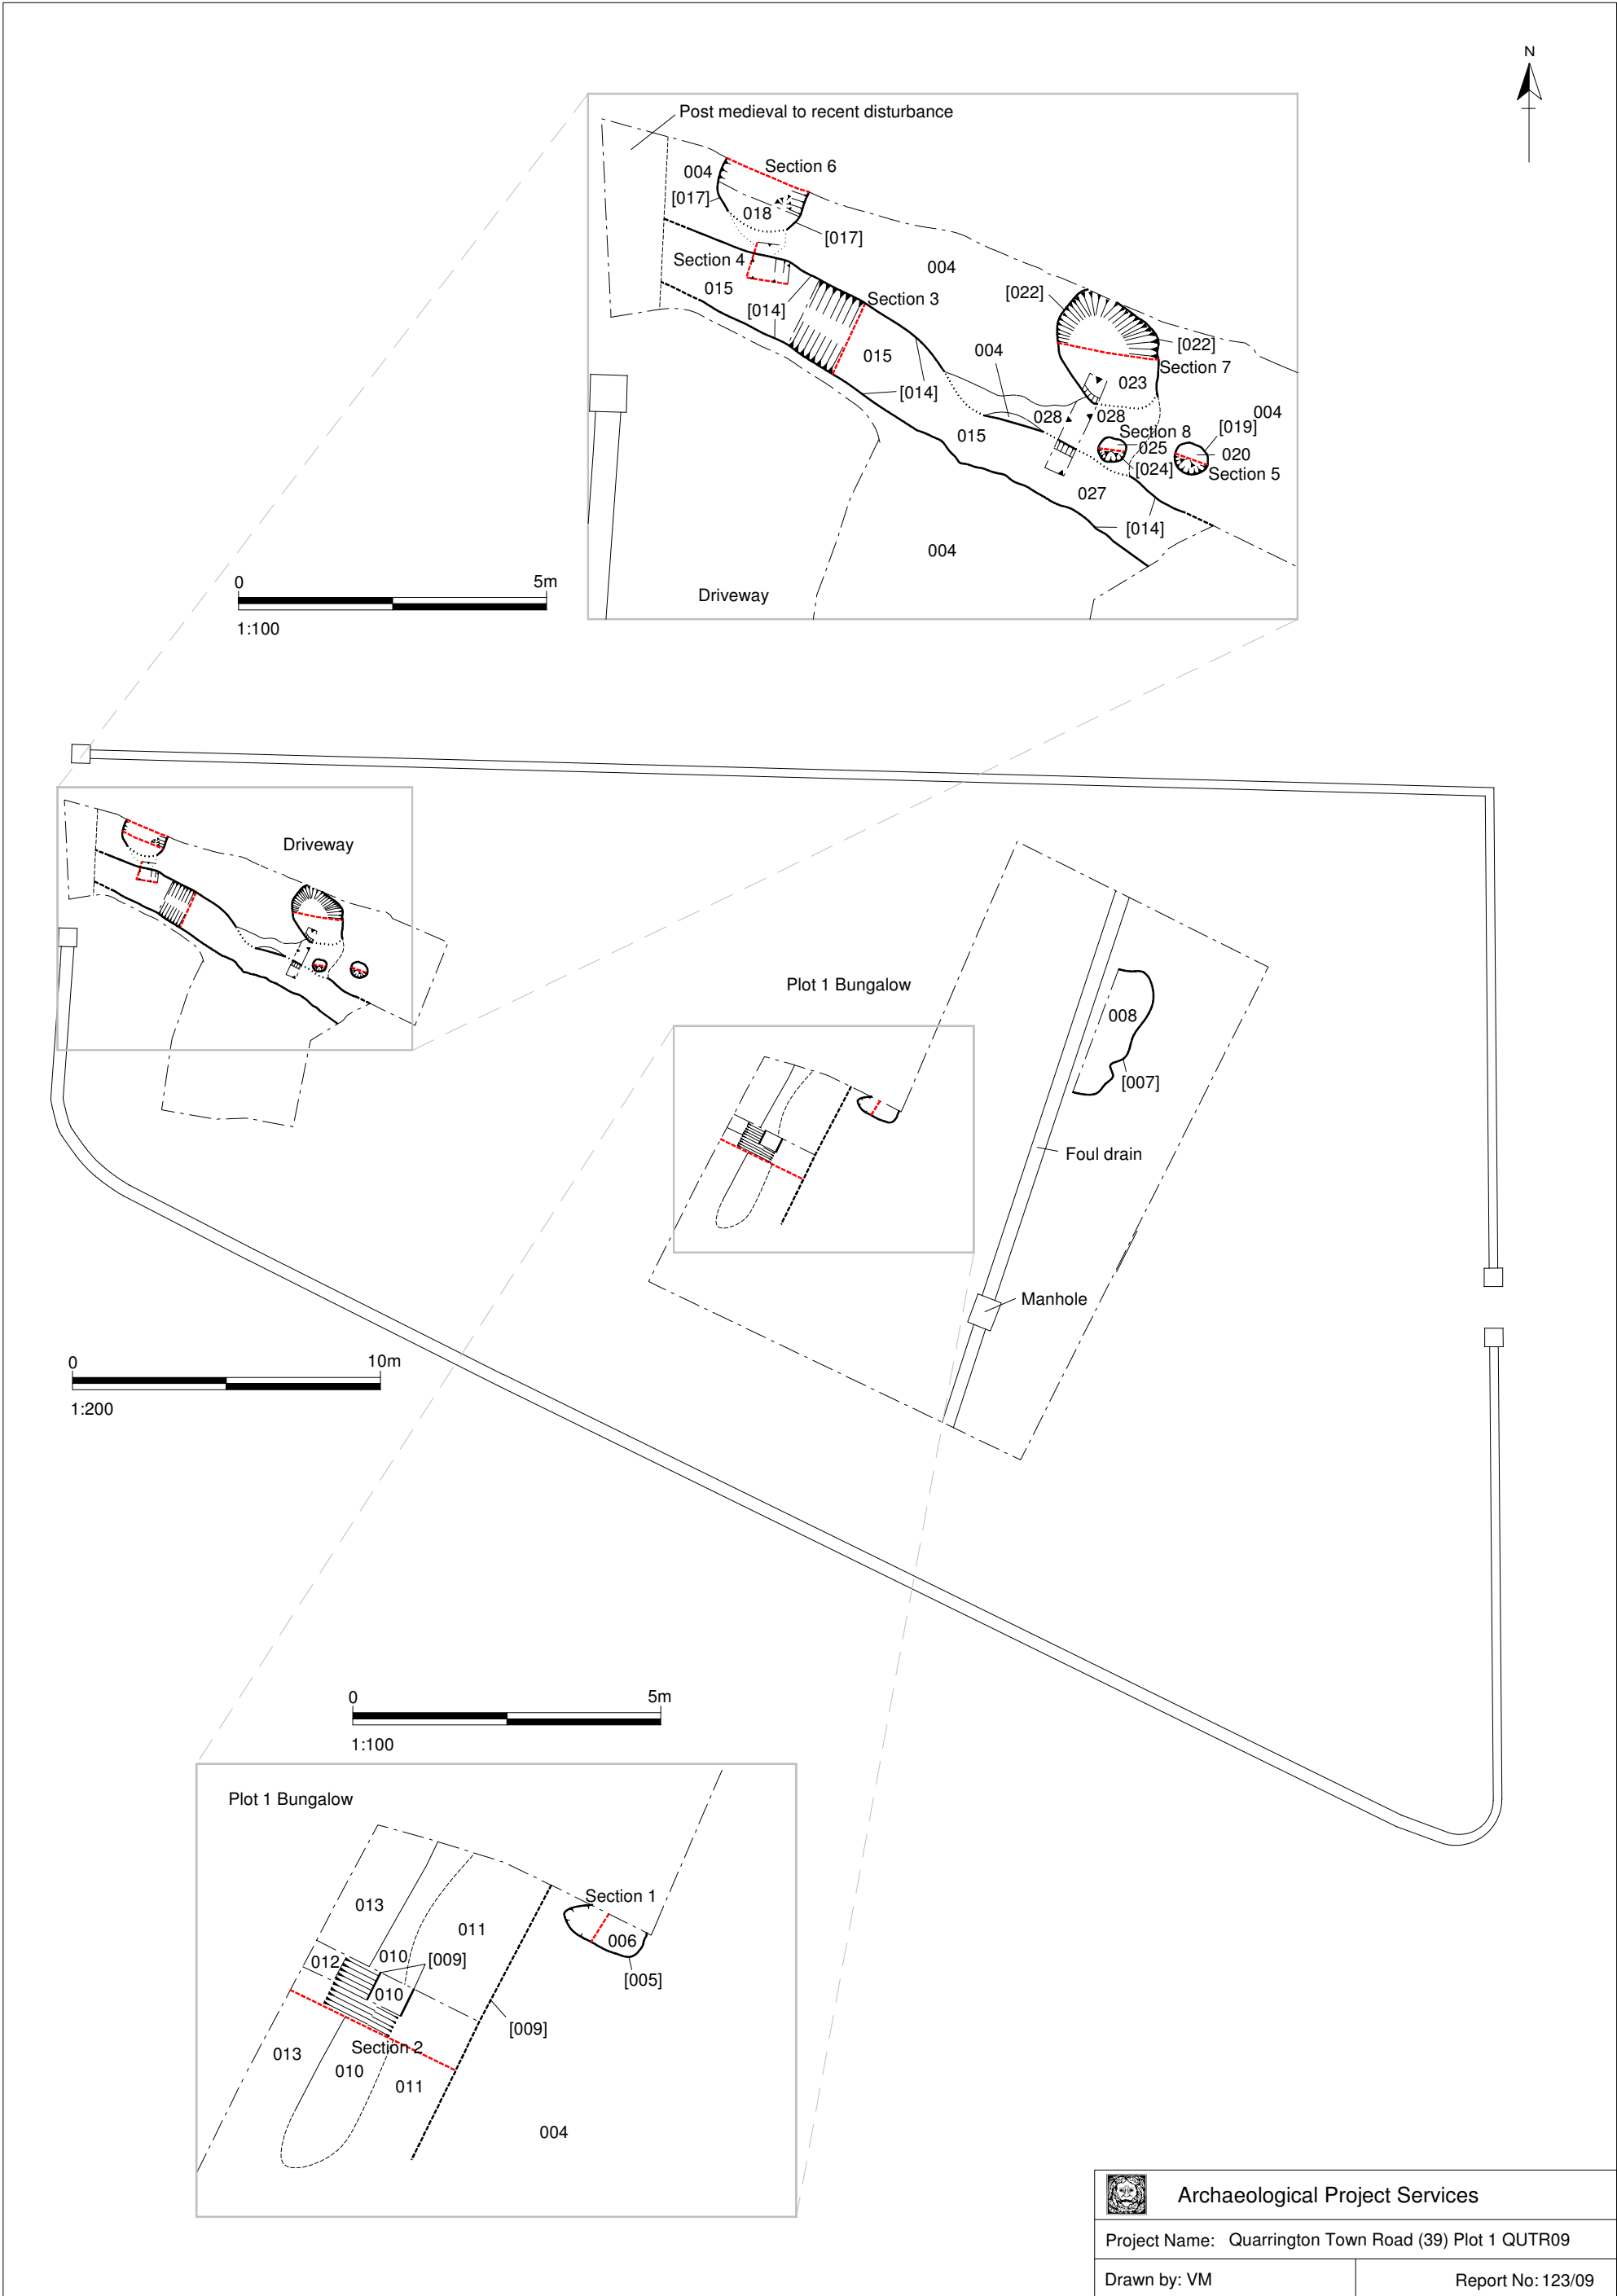 N
Post medieval to recent disturbance
Section 6
004
[017]
018
[017]
Section 4
004
015
[014]
Section 3
[022]
[022]
015
004
Section 7
[014]
023
004
028
028
[019]
015
Section 8
025
020
[024]
Section 5
027
[014]
004
Driveway
0 5m
1:100
Driveway
Plot 1 Bungalow
008
[007]
Foul drain
Manhole
0 10m
1:200
0 5m
1:100
Plot 1 Bungalow
Section 1
013
011
006
012
010
[009]
[005]
010
[009]
Section 2
013
010
011
004
Archaeological Project Services
Project Name: Quarrington Town Road (39) Plot 1 QUTR09
Drawn by: VM
Report No: 123/09